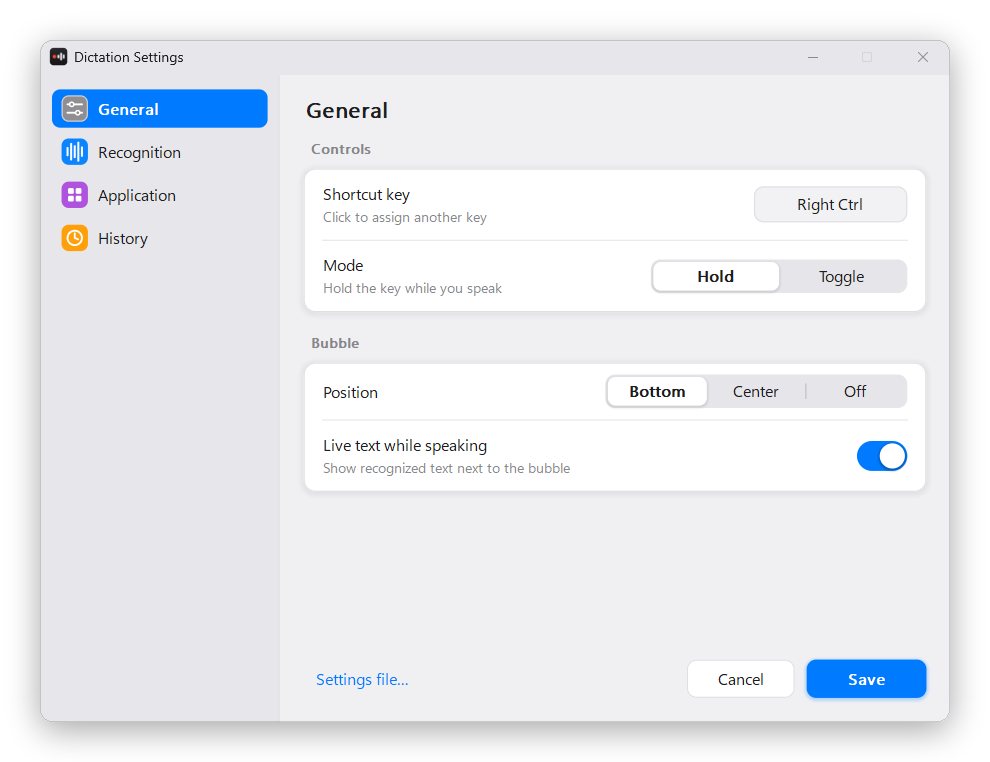 Dictation Settings
General
Recognition
Application
History
General
Controls
Shortcut key
Click to assign another key
Right Ctrl
Mode
Hold the key while you speak
Hold
Toggle
Bubble
Position
Bottom
Center
Off
Live text while speaking
Show recognized text next to the bubble
Settings file...
Cancel
Save